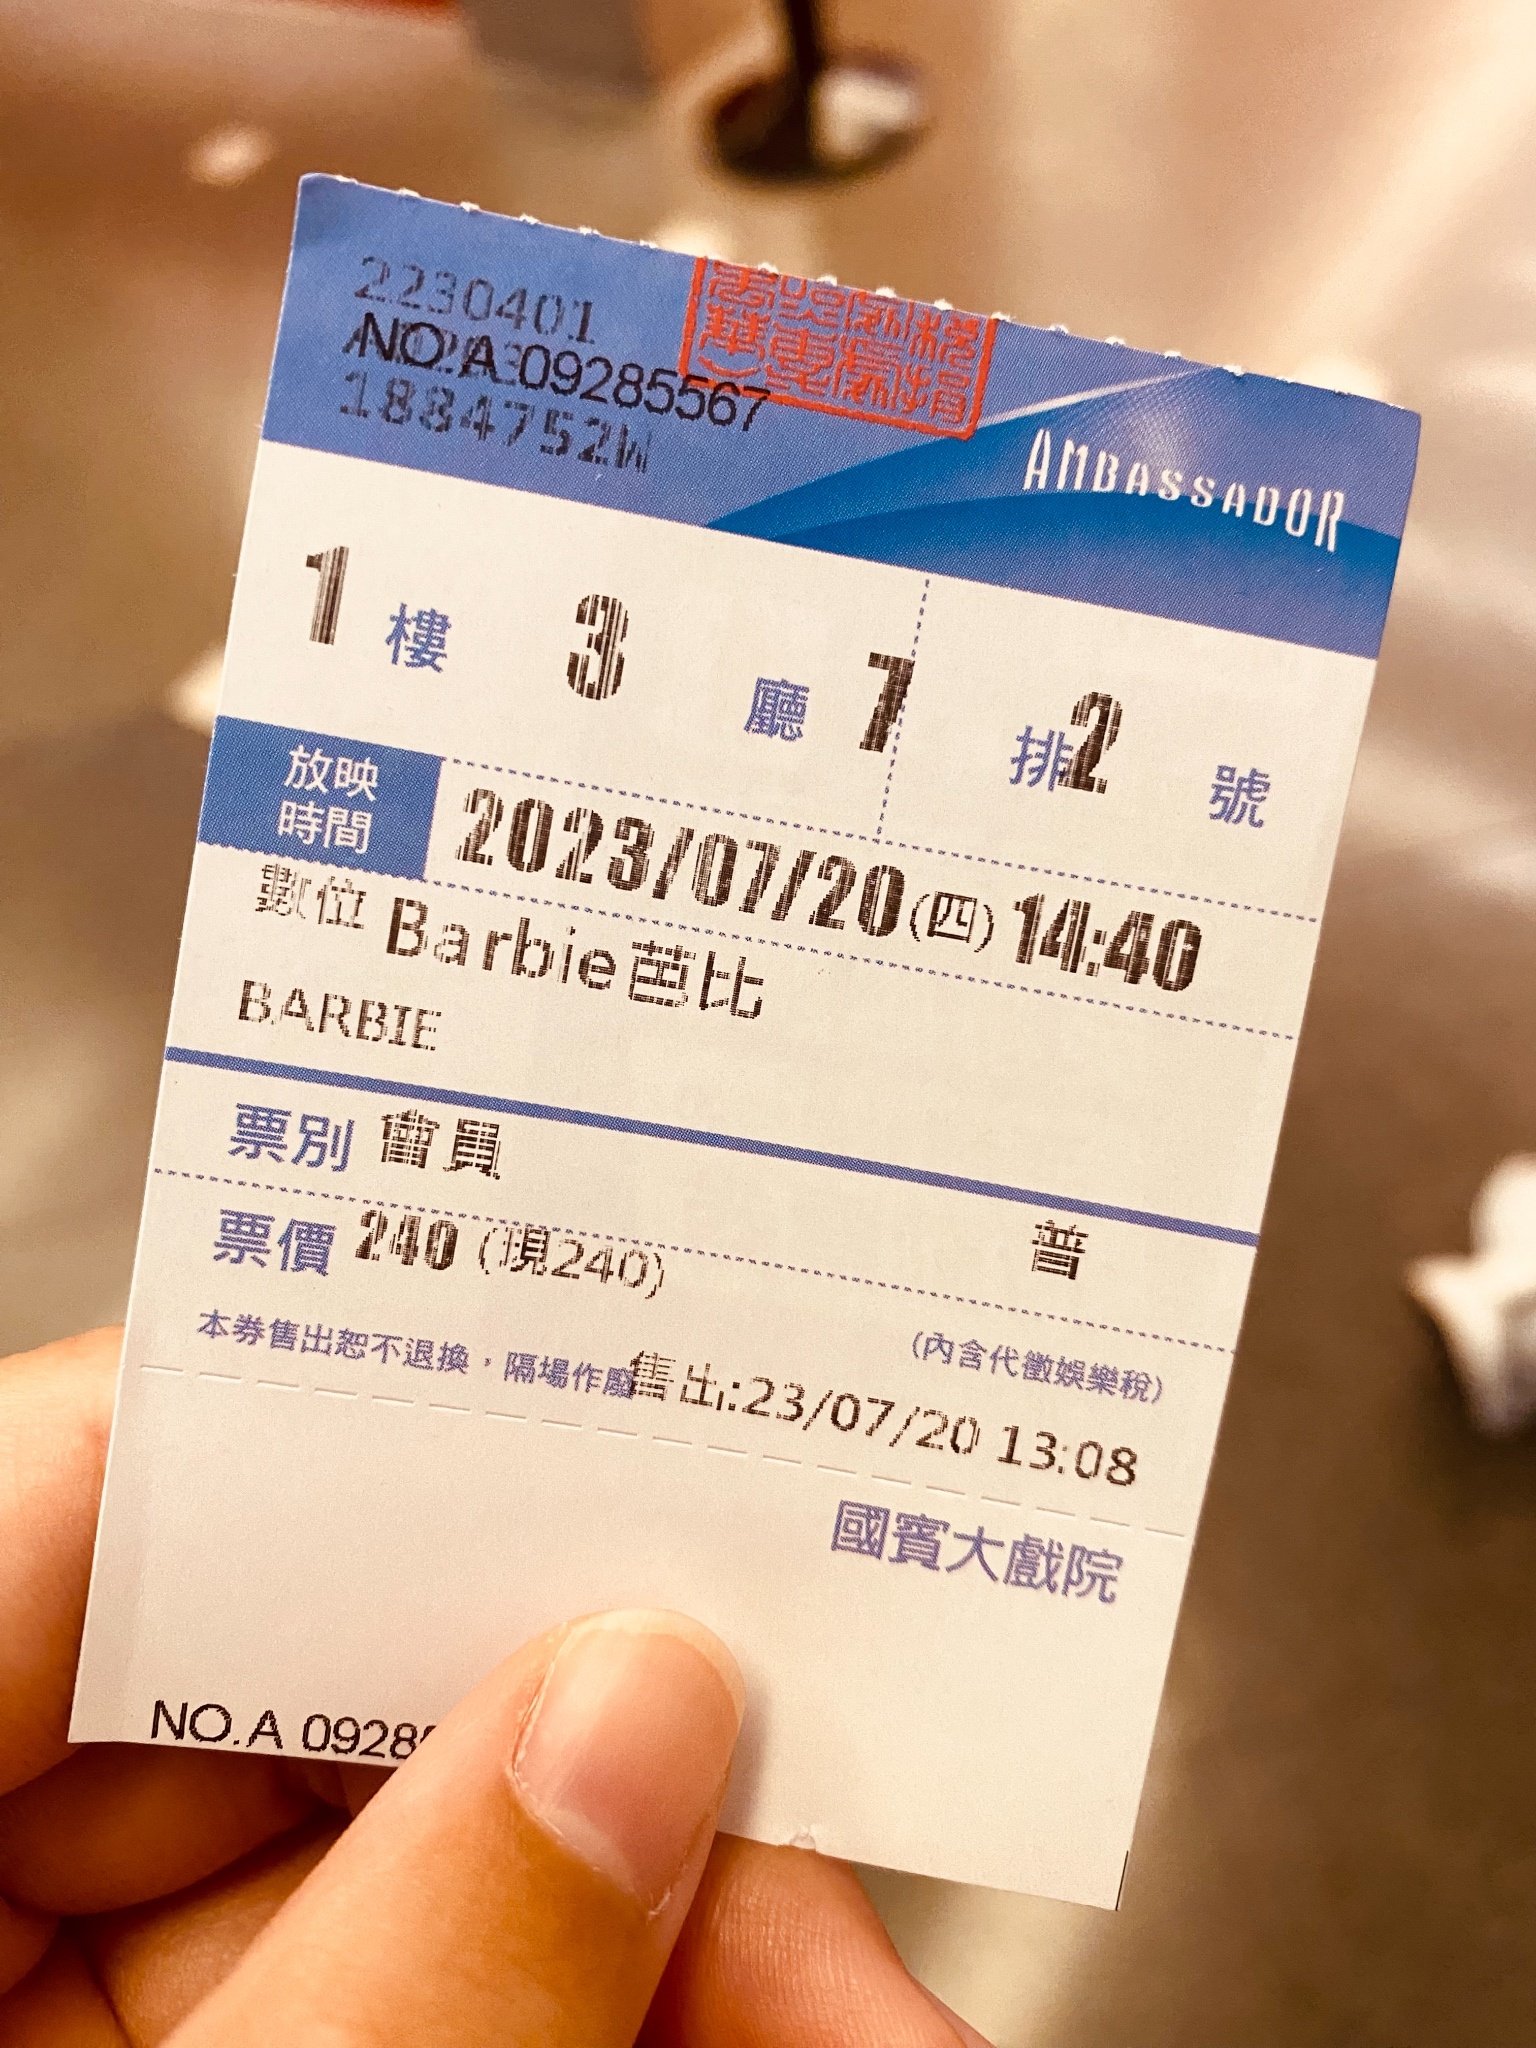 2230401
NO.A 09285567
1884752W
AMBASSADOR
1 樓 3 廳 7 排 2 號
放映時間 2023/07/20(四) 14:40
數位 Barbie芭比
BARBIE
票別 會員
票價 240 (現240) 普
本券售出恕不退換，隔場作廢 (內含代徵娛樂稅)
售出:23/07/20 13:08
國賓大戲院
NO.A 0928